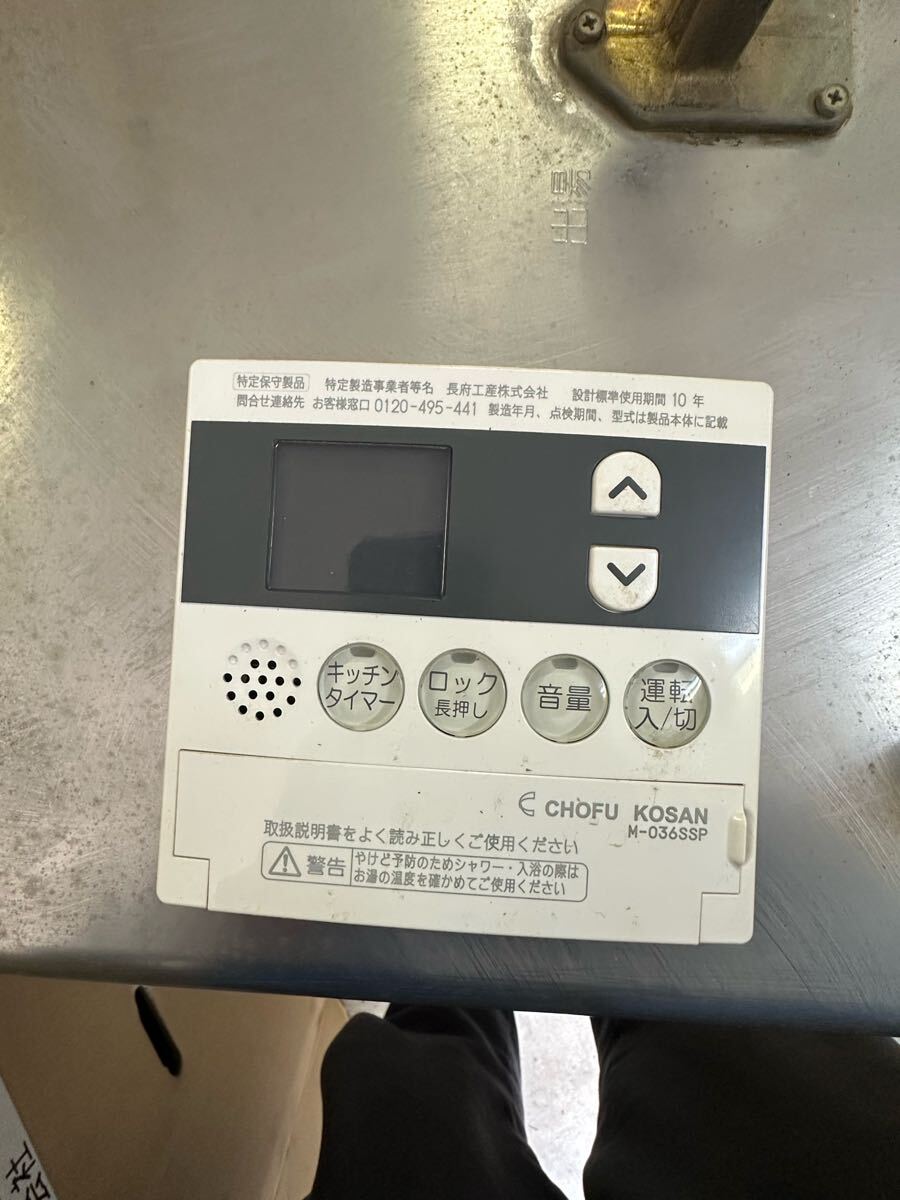 出湯
特定保守製品 特定製造事業者等名 長府工産株式会社 設計標準使用期間 10 年
問合せ連絡先 お客様窓口 0120-495-441 製造年月、点検期間、型式は製品本体に記載
キッチン
タイマー
ロック
長押し
音量
運転
入/切
CHOFU KOSAN
M-036SSP
取扱説明書をよく読み正しくご使用ください
警告 やけど予防のためシャワー・入浴の際は
お湯の温度を確かめてご使用ください